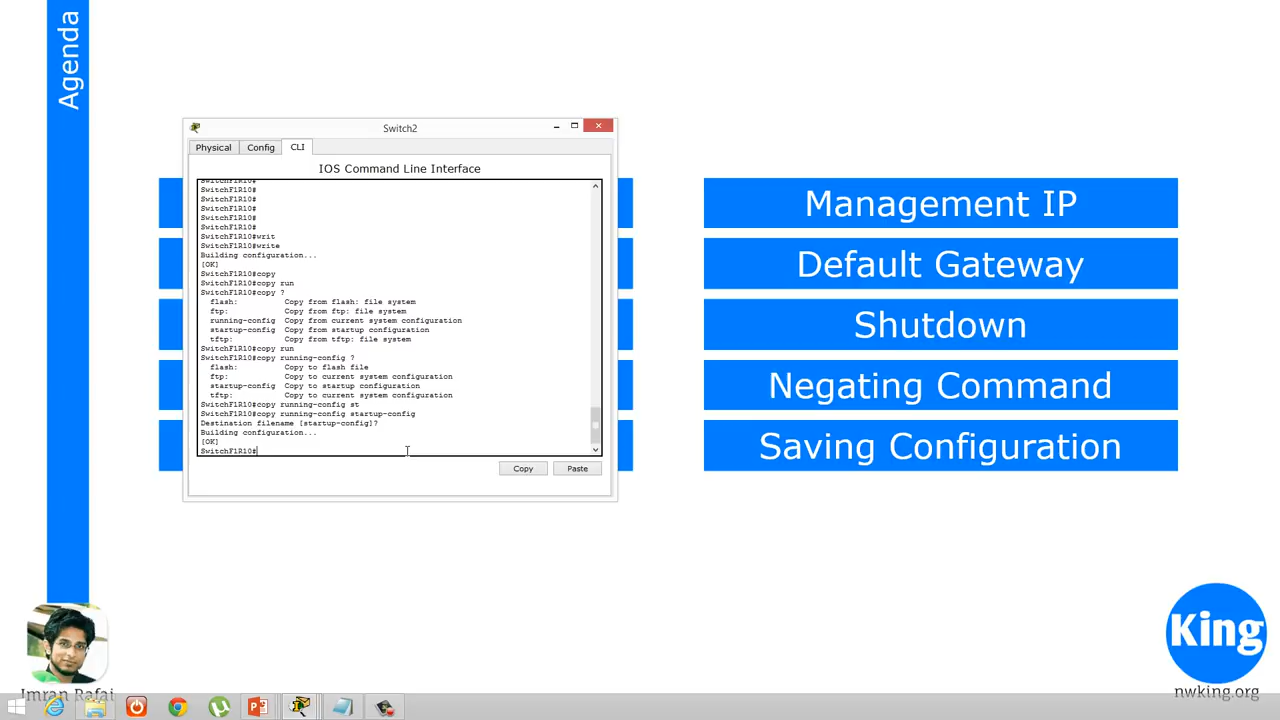 Agenda
Switch2
Physical
Config
CLI
IOS Command Line Interface
SwitchF1R10#
SwitchF1R10#
SwitchF1R10#
SwitchF1R10#
SwitchF1R10#
SwitchF1R10#
SwitchF1R10#writ
SwitchF1R10#write
Building configuration...
[OK]
SwitchF1R10#copy
SwitchF1R10#copy run
SwitchF1R10#copy ?
flash: Copy from flash: file system
ftp: Copy from ftp: file system
running-config Copy from current system configuration
startup-config Copy from startup configuration
tftp: Copy from tftp: file system
SwitchF1R10#copy run
SwitchF1R10#copy running-config ?
flash: Copy to flash file
ftp: Copy to current system configuration
startup-config Copy to startup configuration
tftp: Copy to current system configuration
SwitchF1R10#copy running-config st
SwitchF1R10#copy running-config startup-config
Destination filename [startup-config]?
Building configuration...
[OK]
SwitchF1R10#
Copy
Paste
Management IP
Default Gateway
Shutdown
Negating Command
Saving Configuration
Imran Rafai
King
nwking.org